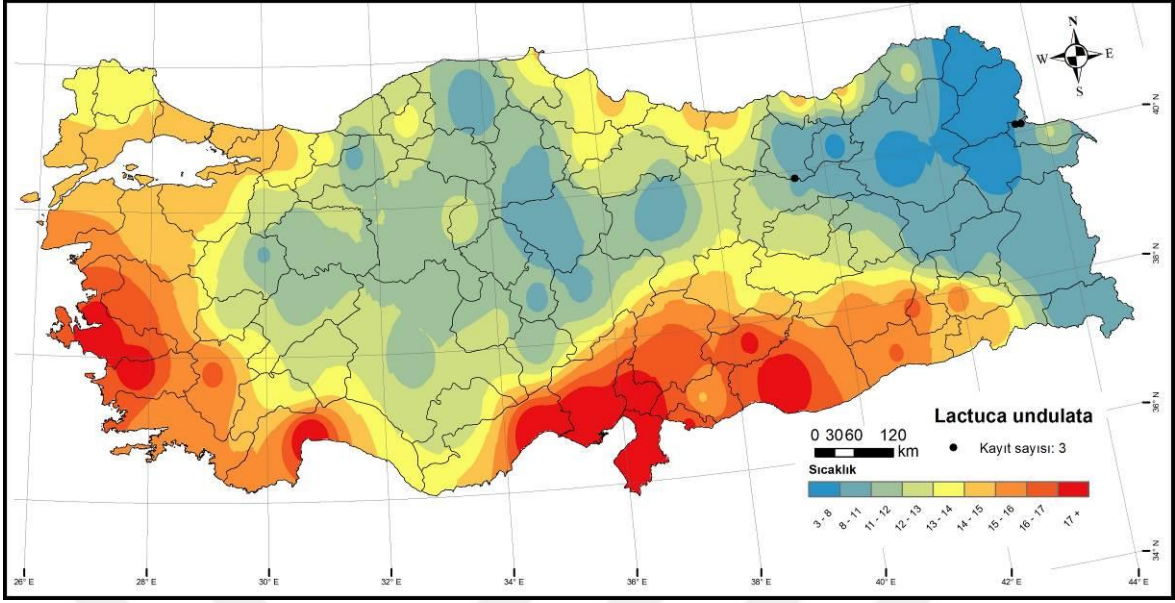 N
W E
S
40° N
38° N
36° N
34° N
Lactuca undulata
0 30 60 120
km
Kayıt sayısı: 3
Sıcaklık
3 - 8 8 - 11 11 - 12 12 - 13 13 - 14 14 - 15 15 - 16 16 - 17 17 +
26° E 28° E 30° E 32° E 34° E 36° E 38° E 40° E 42° E 44° E